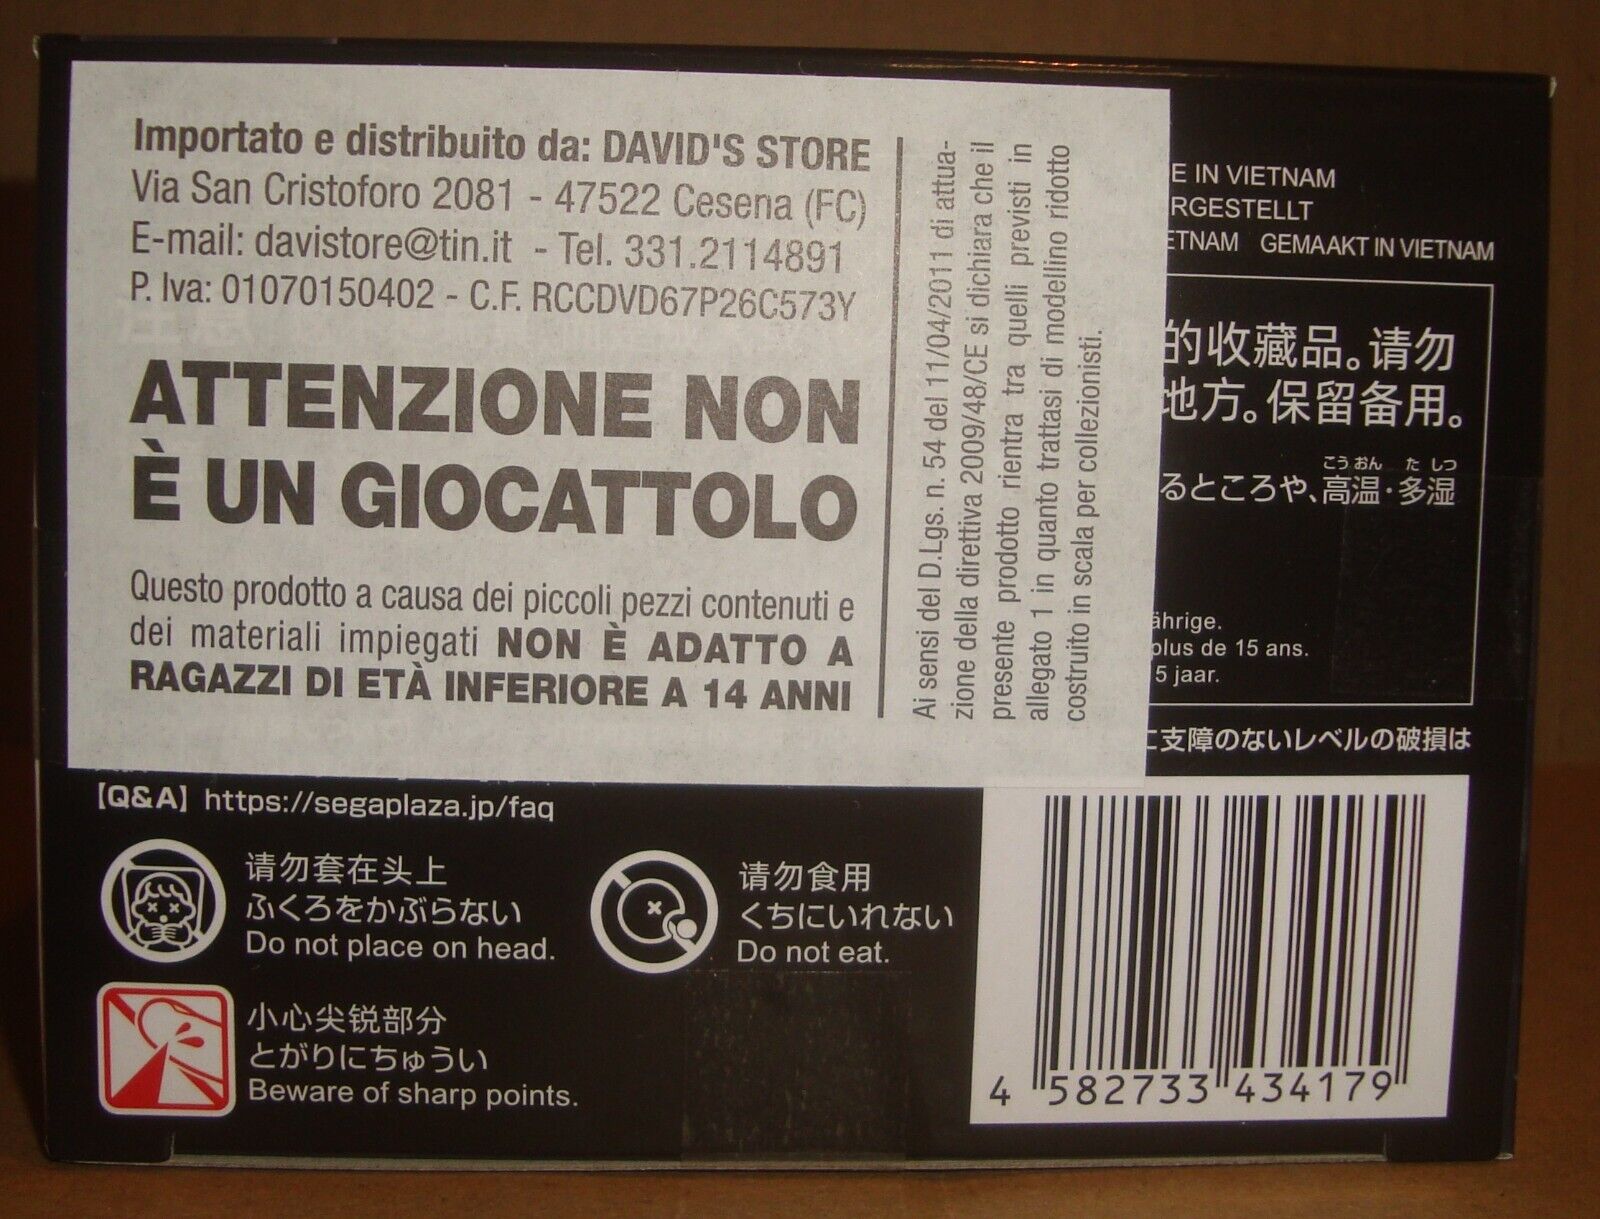 Importato e distribuito da: DAVID'S STORE
Via San Cristoforo 2081 - 47522 Cesena (FC)
E-mail: davistore@tin.it - Tel. 331.2114891
P. Iva: 01070150402 - C.F. RCCDVD67P26C573Y
ATTENZIONE NON
È UN GIOCATTOLO
Questo prodotto a causa dei piccoli pezzi contenuti e
dei materiali impiegati NON È ADATTO A
RAGAZZI DI ETÀ INFERIORE A 14 ANNI
Ai sensi del D.Lgs. n. 54 del 11/04/2011 di attua-
zione della direttiva 2009/48/CE si dichiara che il
presente prodotto rientra tra quelli previsti in
allegato 1 in quanto trattasi di modellino ridotto
costruito in scala per collezionisti.
E IN VIETNAM
RGESTELLT
ETNAM GEMAAKT IN VIETNAM
的收藏品。请勿
地方。保留备用。
こうおん たしつ
るところや、高温・多湿
ährige.
plus de 15 ans.
5 jaar.
に支障のないレベルの破損は
【Q&A】https://segaplaza.jp/faq
请勿套在头上
ふくろをかぶらない
Do not place on head.
请勿食用
くちにいれない
Do not eat.
小心尖锐部分
とがりにちゅうい
Beware of sharp points.
4 582733 434179